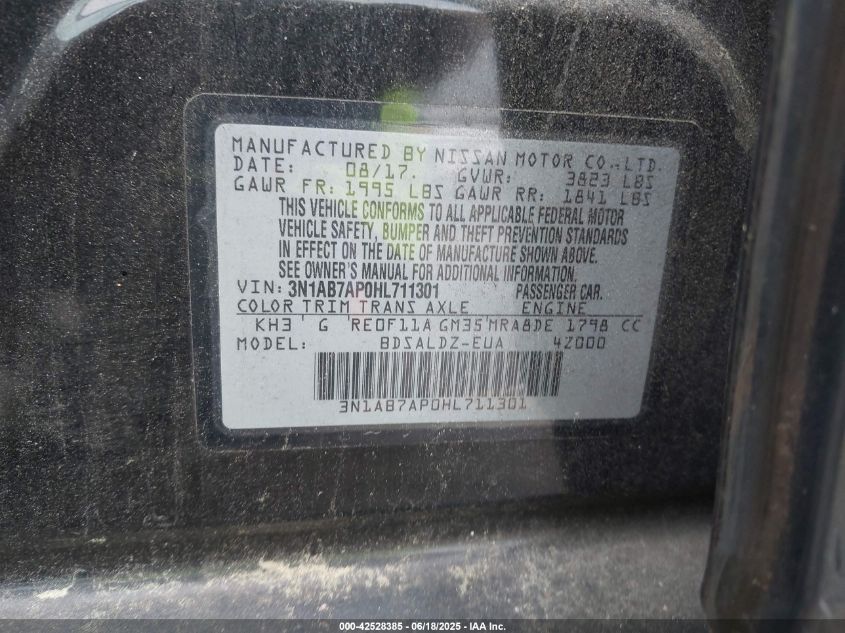 MANUFACTURED BY NISSAN MOTOR CO.,LTD.
DATE: 08/17. GVWR: 3823 LBS
GAWR FR: 1995 LBS GAWR RR: 1841 LBS
THIS VEHICLE CONFORMS TO ALL APPLICABLE FEDERAL MOTOR
VEHICLE SAFETY, BUMPER AND THEFT PREVENTION STANDARDS
IN EFFECT ON THE DATE OF MANUFACTURE SHOWN ABOVE.
SEE OWNER'S MANUAL FOR ADDITIONAL INFORMATION.
VIN: 3N1AB7AP0HL711301 PASSENGER CAR.
COLOR TRIM TRANS AXLE ENGINE
KH3 G RE0F11A GM35 MRA8DE 1798 CC
MODEL: BDSALDZ-EUA 4Z000
3N1AB7AP0HL711301
000-42528385 - 06/18/2025 - IAA Inc.